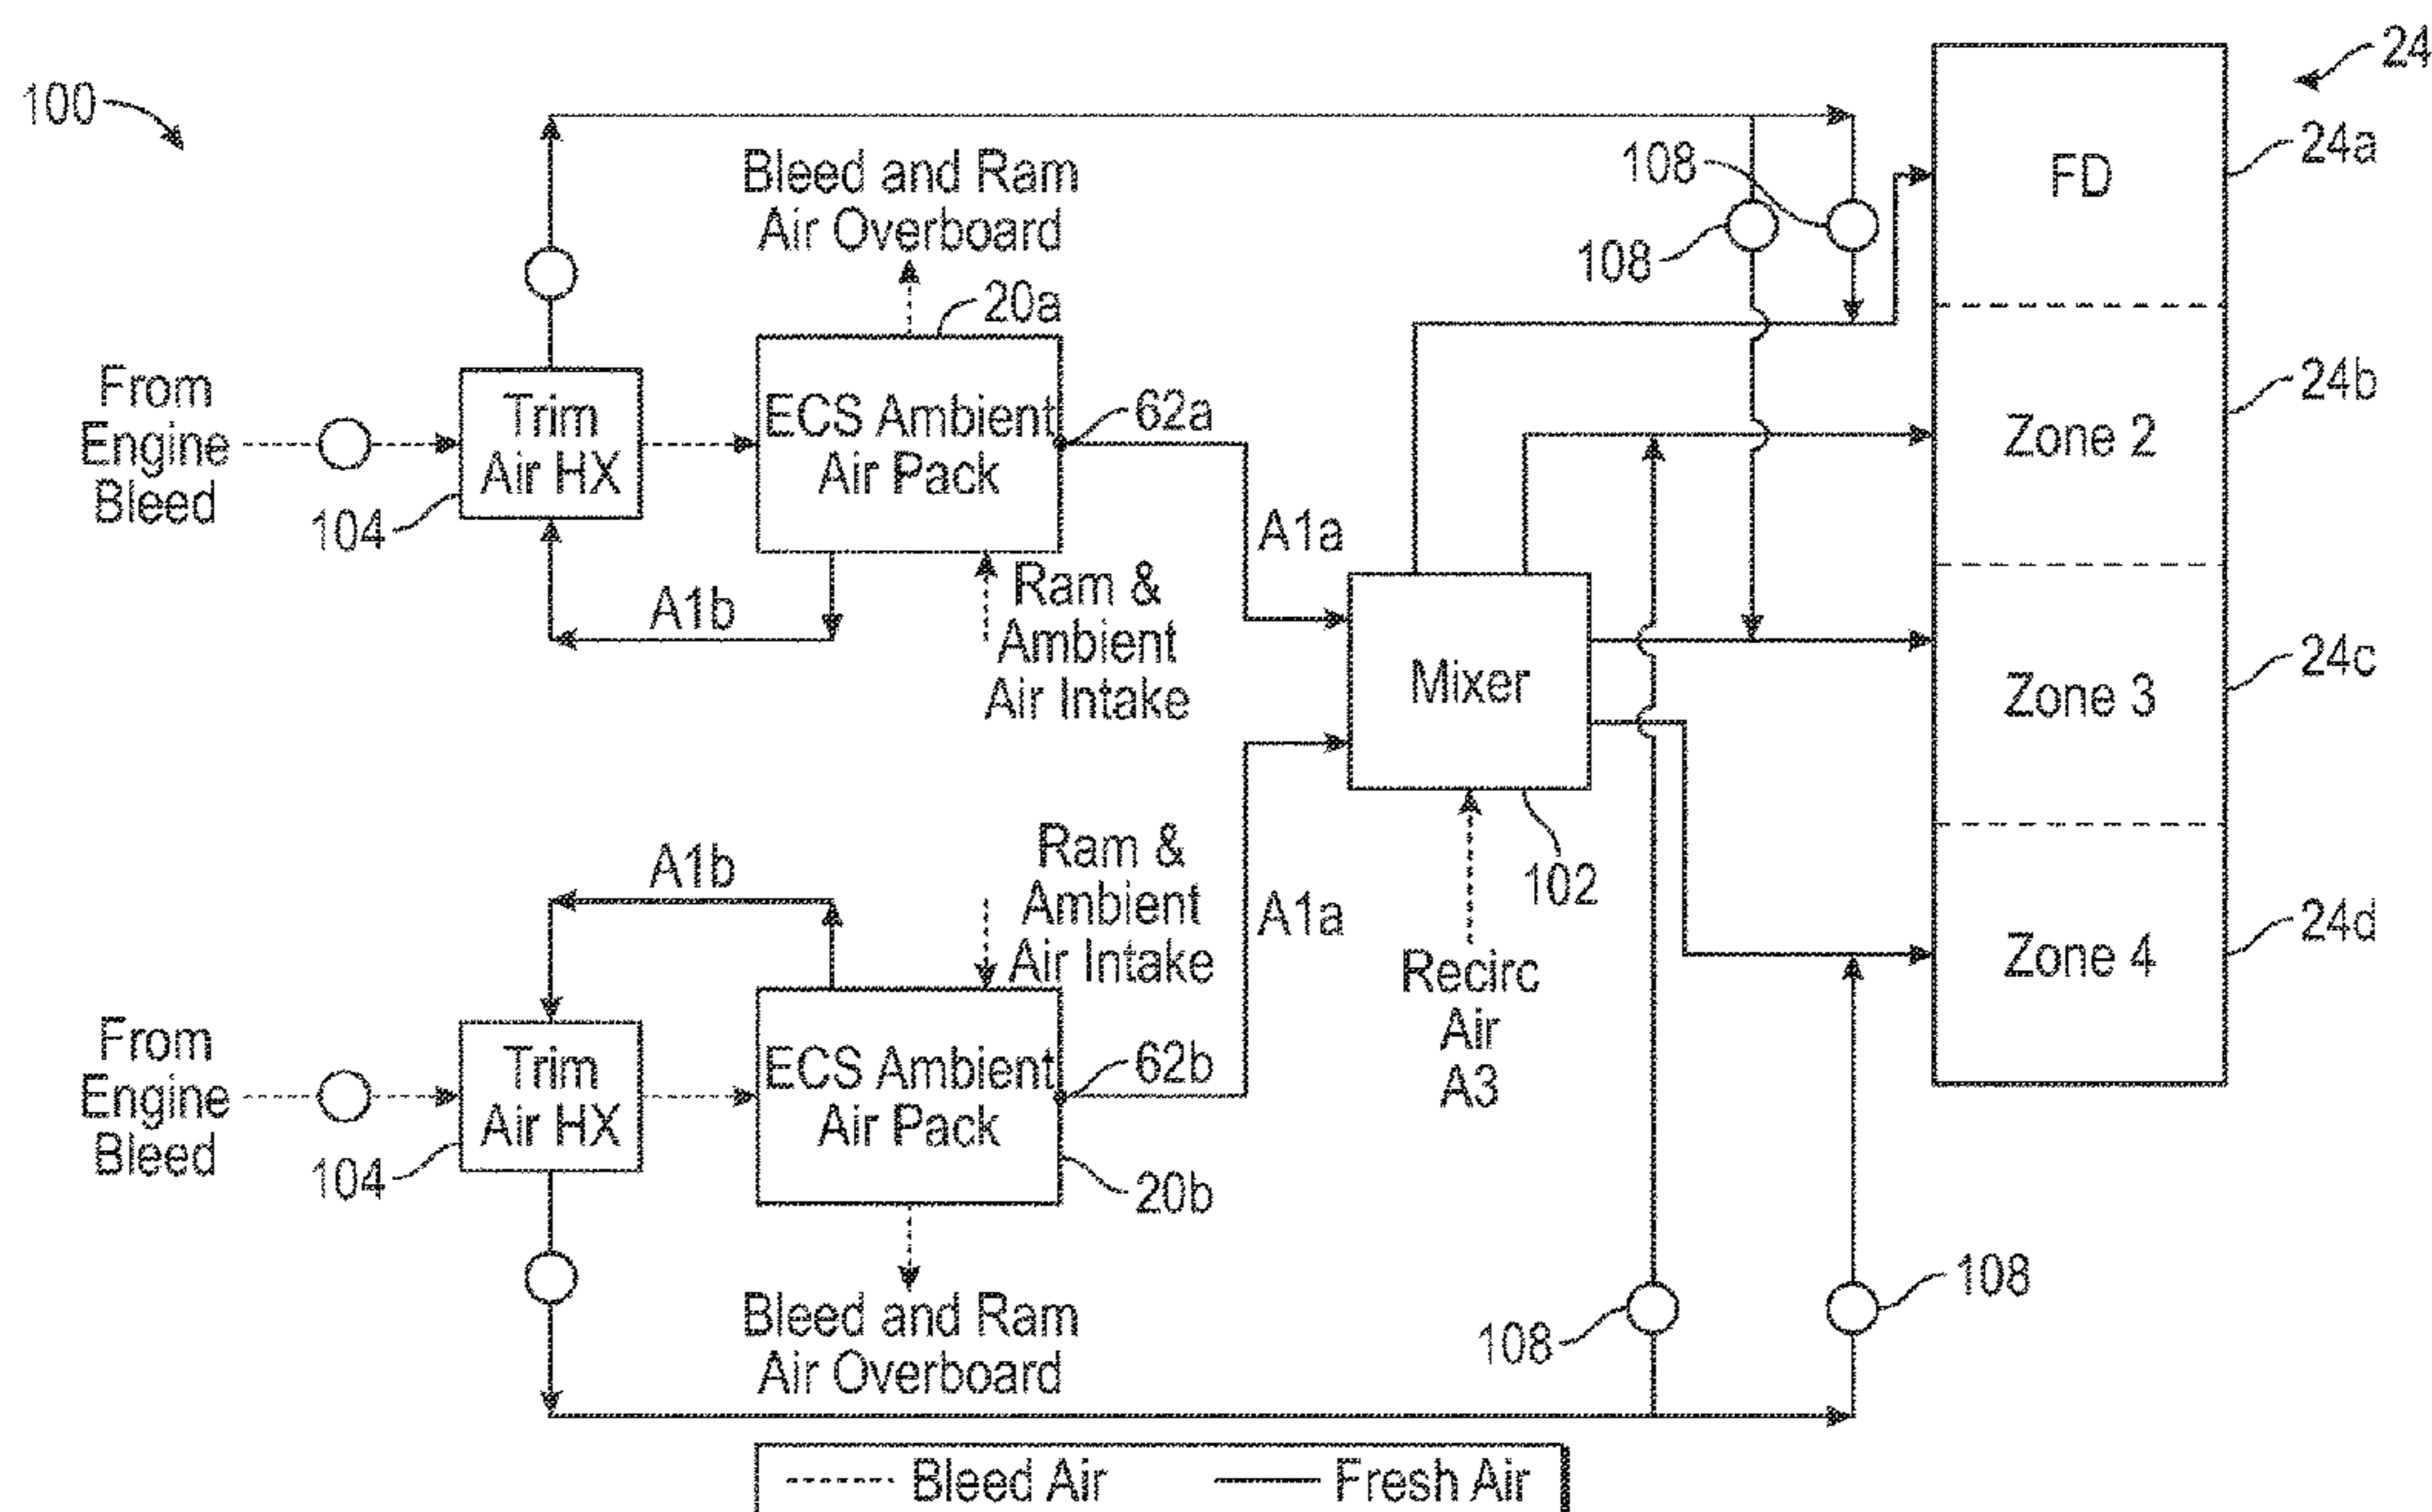 100
24
Bleed and Ram
Air Overboard
108
108
FD
24a
20a
From
Engine
Bleed
Trim
Air HX
104
ECS Ambient
Air Pack
62a
Zone 2
24b
A1a
A1b
Ram &
Ambient
Air Intake
Mixer
Zone 3
24c
A1b
Ram &
Ambient
Air Intake
A1a
102
Recirc
Air
A3
Zone 4
24d
From
Engine
Bleed
Trim
Air HX
104
ECS Ambient
Air Pack
62b
20b
Bleed and Ram
Air Overboard
108
108
Bleed Air
Fresh Air